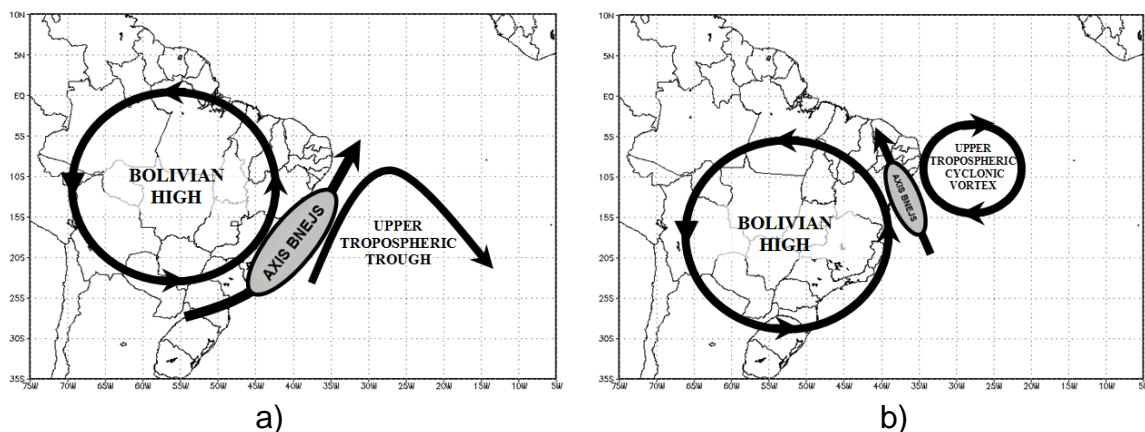 10N
5N
EQ
5S
10S
15S
20S
25S
30S
35S
75W 70W 65W 60W 55W 50W 45W 40W 35W 30W 25W 20W 15W 10W 5W
BOLIVIAN
HIGH
AXIS BNEJS
UPPER
TROPOSPHERIC
TROUGH
a)
10N
5N
EQ
5S
10S
15S
20S
25S
30S
35S
75W 70W 65W 60W 55W 50W 45W 40W 35W 30W 25W 20W 15W 10W 5W
BOLIVIAN
HIGH
AXIS BNEJS
UPPER
TROPOSPHERIC
CYCLONIC
VORTEX
b)